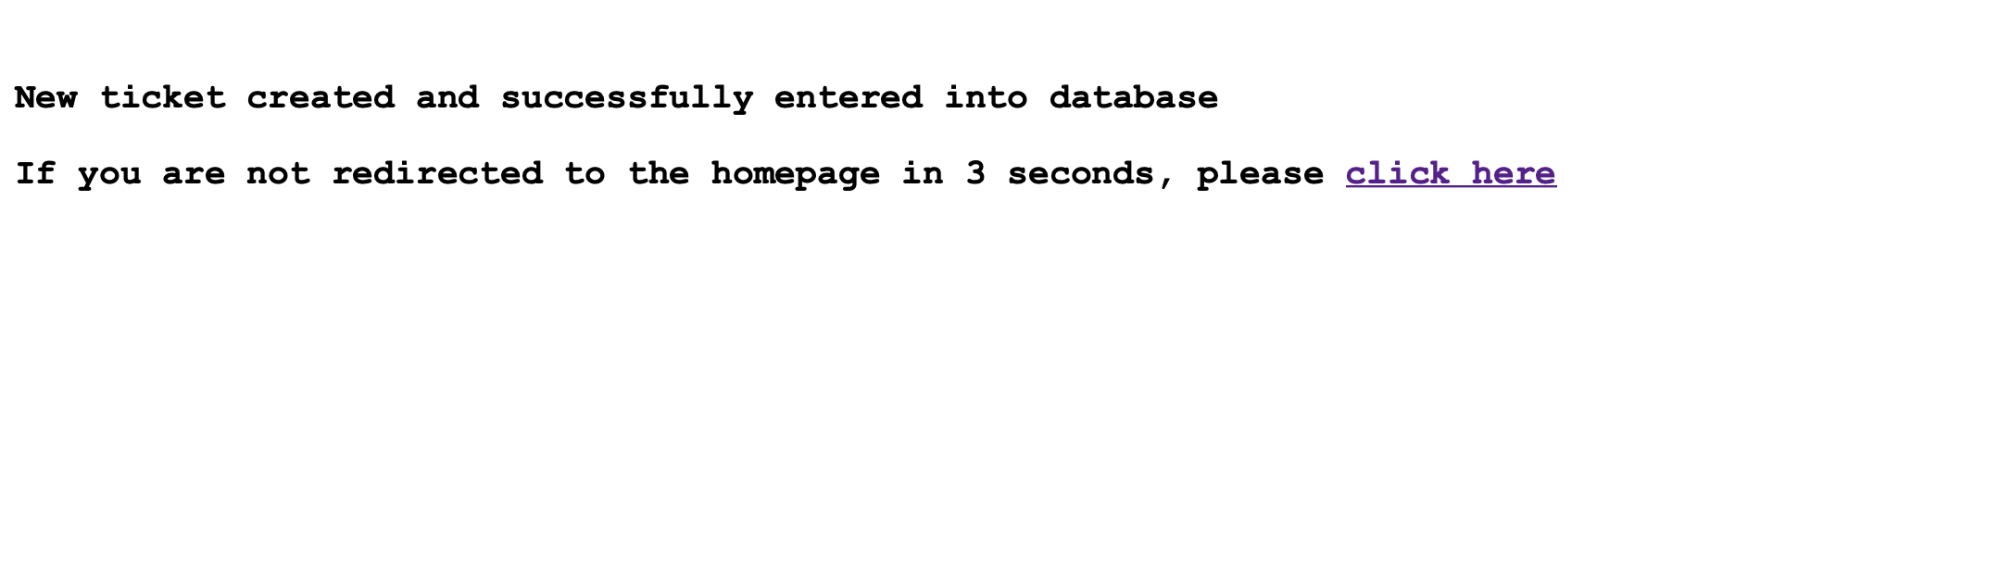 New ticket created and successfully entered into database
If you are not redirected to the homepage in 3 seconds, please click here